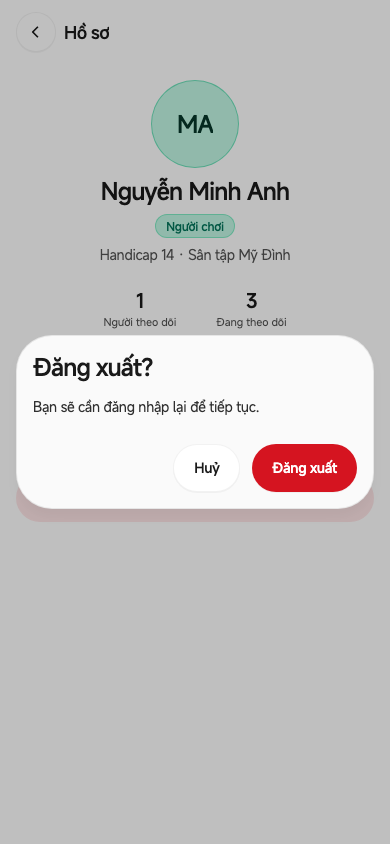 Hồ sơ
MA
Nguyễn Minh Anh
Người chơi
Handicap 14 · Sân tập Mỹ Đình
1
3
Người theo dõi
Đang theo dõi
Đăng xuất?
Bạn sẽ cần đăng nhập lại để tiếp tục.
Huỷ
Đăng xuất